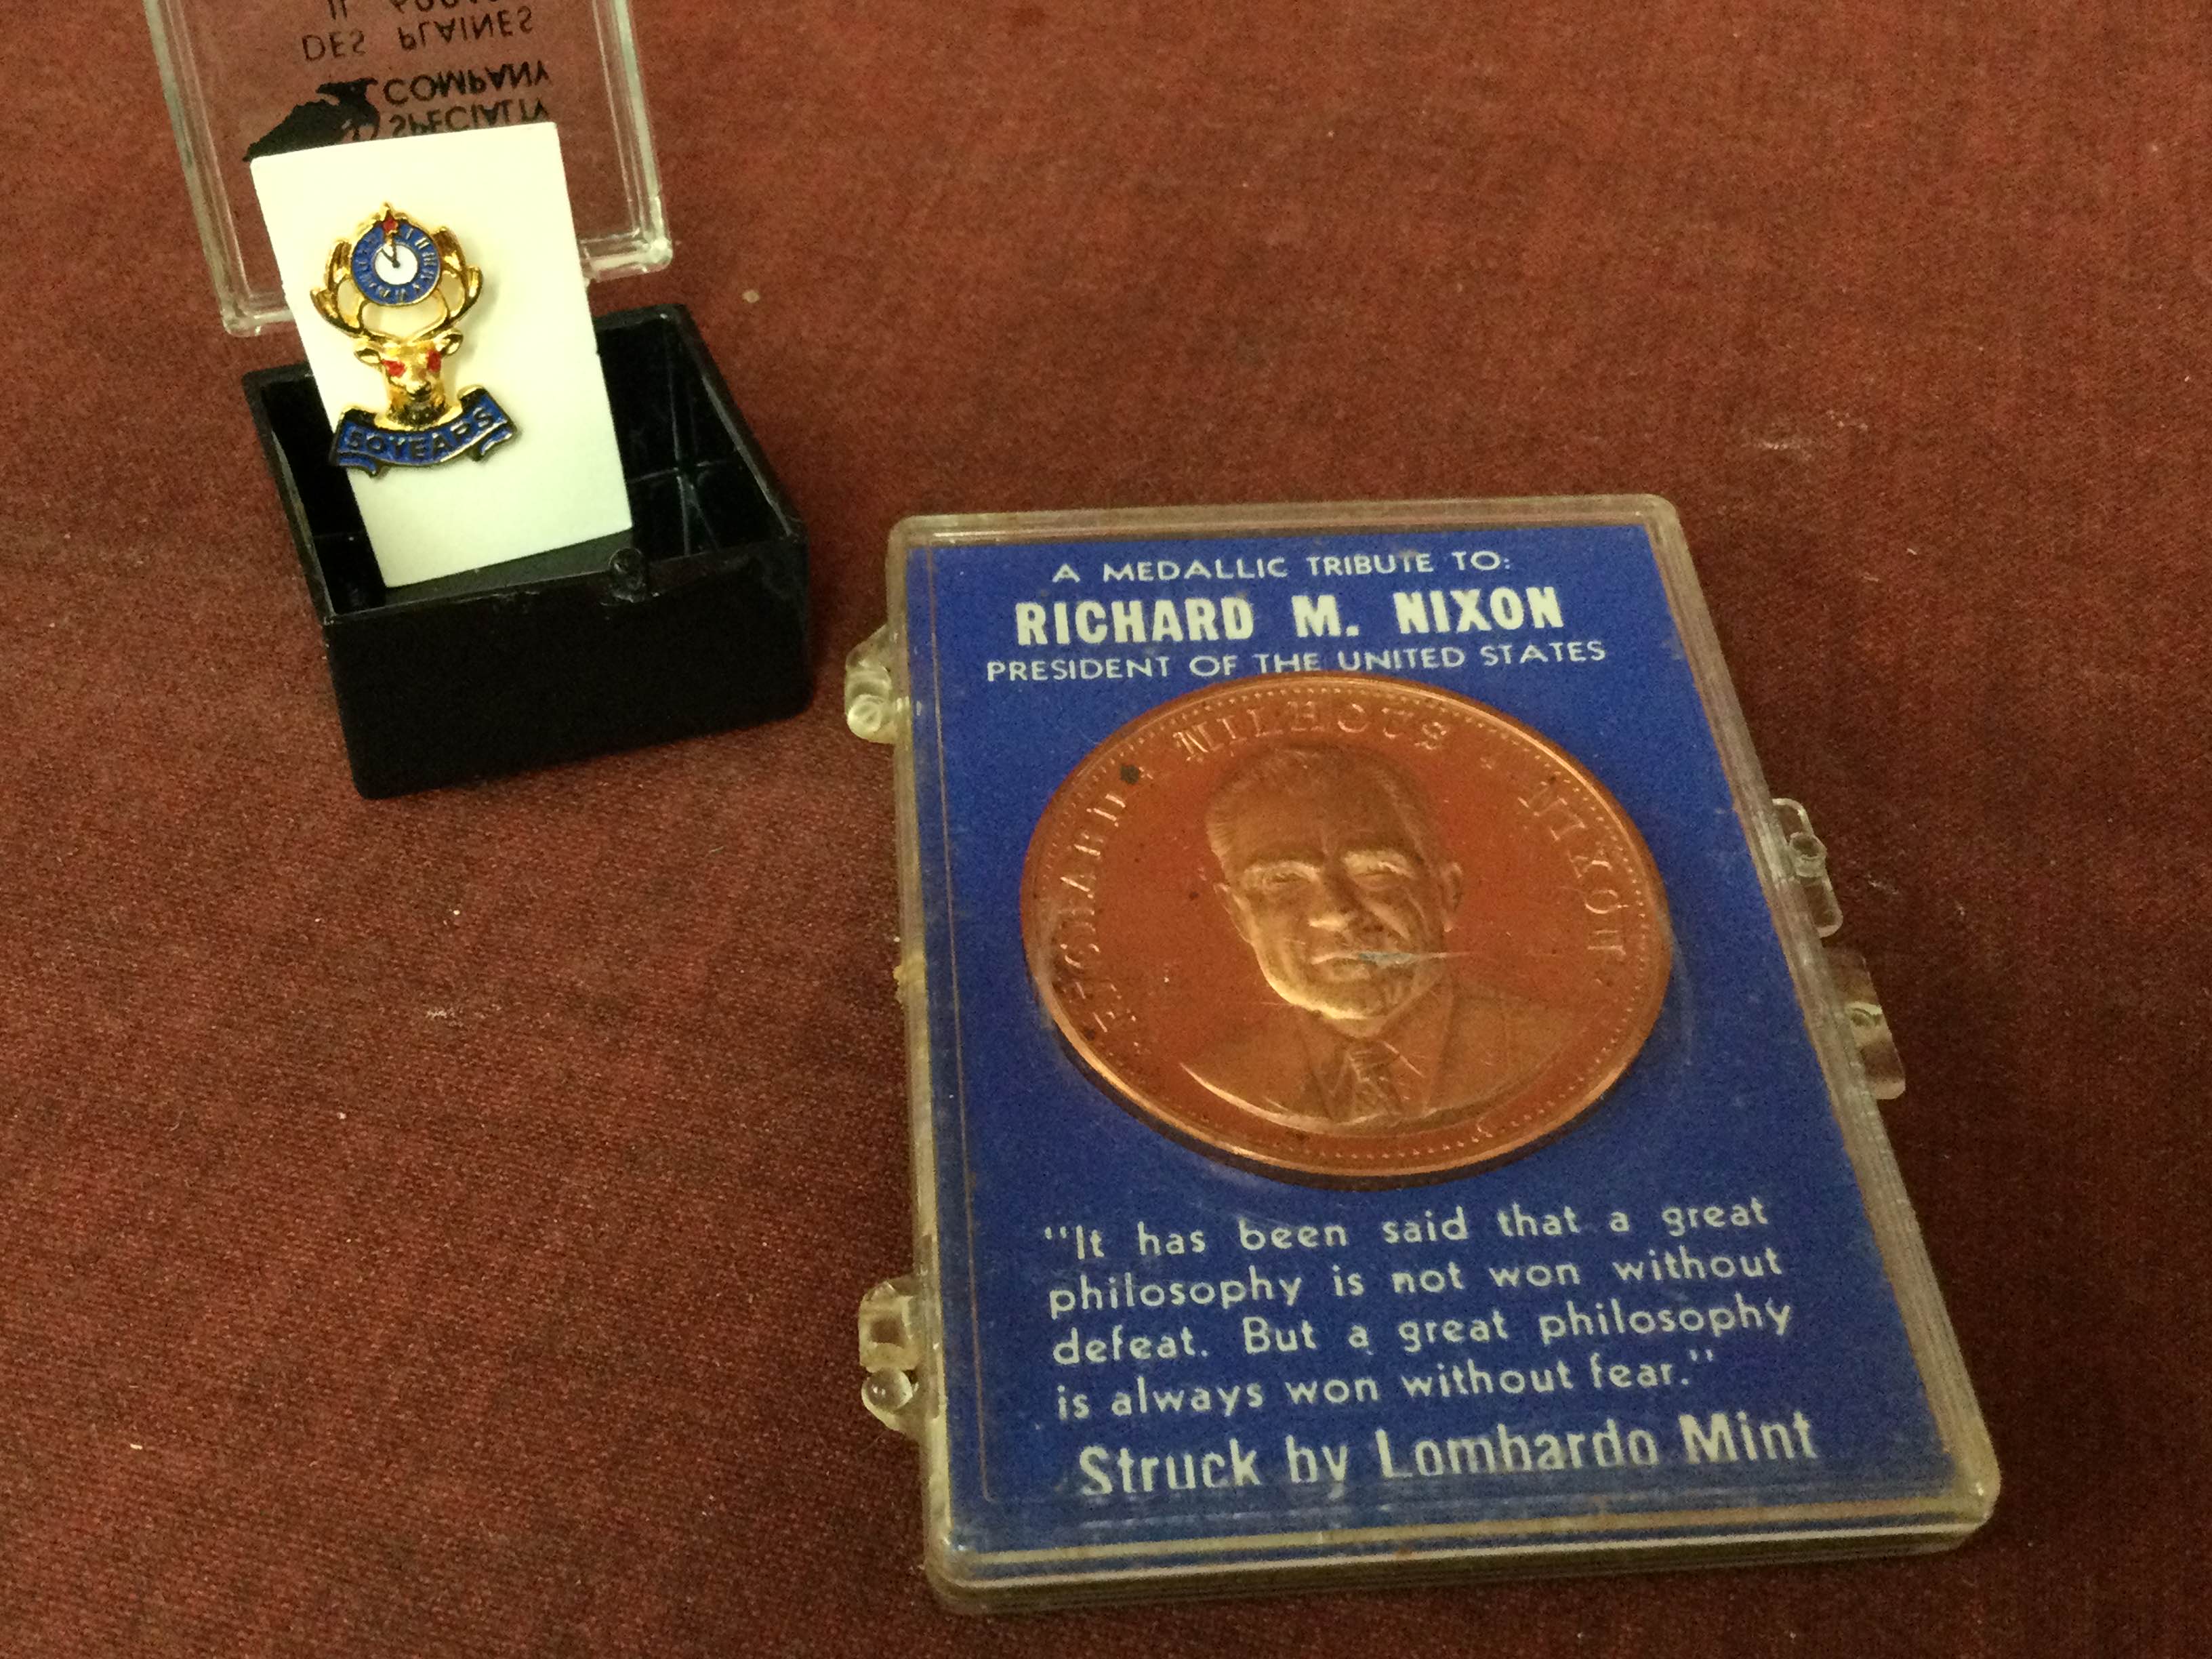 DES PLAINES
COMPANY
SPECIALTY
50 YEARS
A MEDALLIC TRIBUTE TO:
RICHARD M. NIXON
PRESIDENT OF THE UNITED STATES
RICHARD · NILHOUS · NIXON
"It has been said that a great
philosophy is not won without
defeat. But a great philosophy
is always won without fear."
Struck by Lombardo Mint